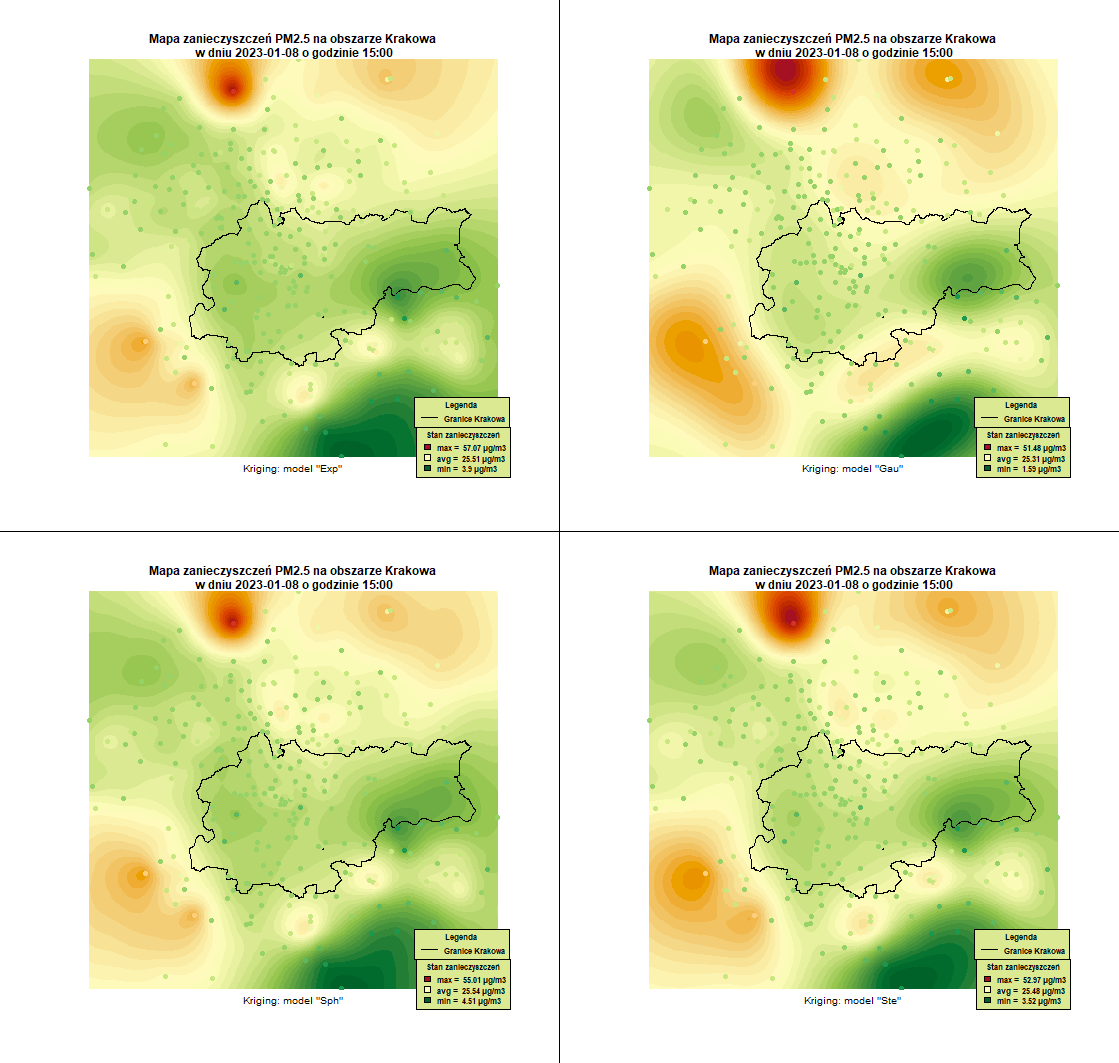 Mapa zanieczyszczeń PM2.5 na obszarze Krakowa
w dniu 2023-01-08 o godzinie 15:00
Legenda
Granice Krakowa
Stan zanieczyszczeń
max = 57.07 µg/m3
avg = 25.51 µg/m3
min = 3.9 µg/m3
Kriging: model "Exp"
Mapa zanieczyszczeń PM2.5 na obszarze Krakowa
w dniu 2023-01-08 o godzinie 15:00
Legenda
Granice Krakowa
Stan zanieczyszczeń
max = 51.48 µg/m3
avg = 25.31 µg/m3
min = 1.59 µg/m3
Kriging: model "Gau"
Mapa zanieczyszczeń PM2.5 na obszarze Krakowa
w dniu 2023-01-08 o godzinie 15:00
Legenda
Granice Krakowa
Stan zanieczyszczeń
max = 55.01 µg/m3
avg = 25.54 µg/m3
min = 4.51 µg/m3
Kriging: model "Sph"
Mapa zanieczyszczeń PM2.5 na obszarze Krakowa
w dniu 2023-01-08 o godzinie 15:00
Legenda
Granice Krakowa
Stan zanieczyszczeń
max = 52.97 µg/m3
avg = 25.48 µg/m3
min = 3.52 µg/m3
Kriging: model "Ste"